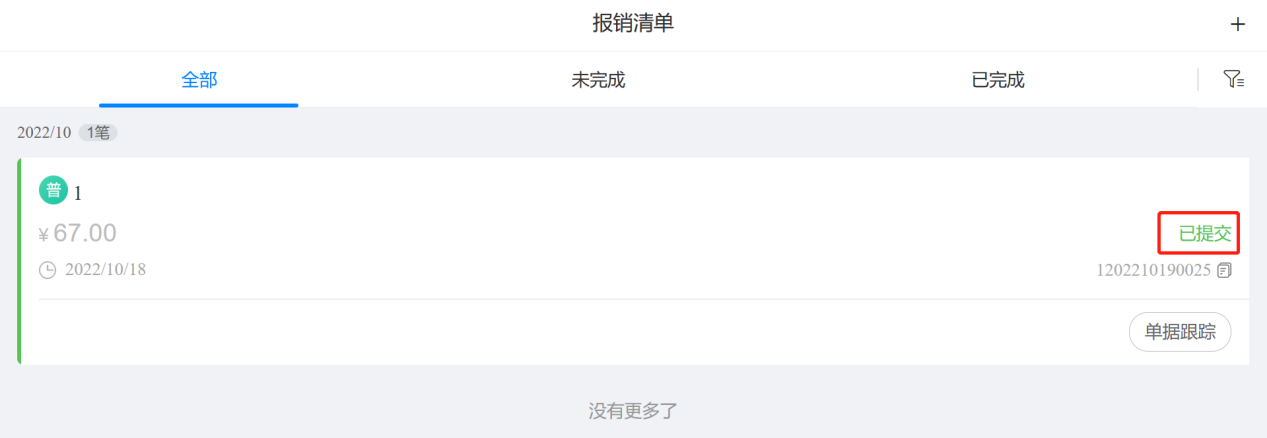 报销清单 +
全部 未完成 已完成
2022/10 1笔
普 1
¥ 67.00 已提交
2022/10/18 1202210190025
单据跟踪
没有更多了